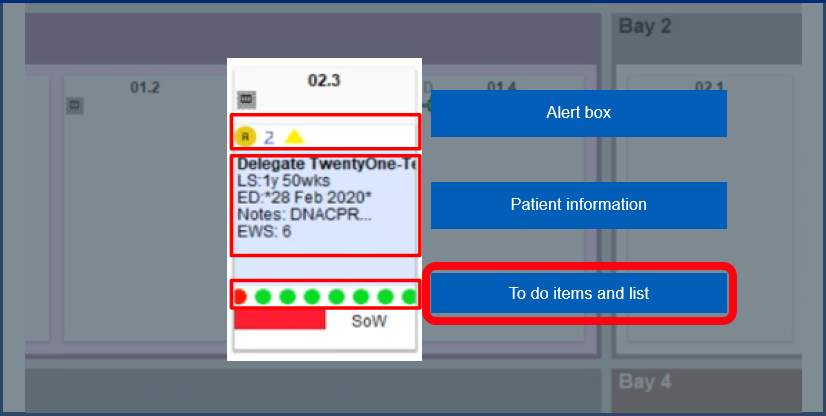 Bay 2
01.2
02.3
01.4
02.1
Alert box
A 2
Delegate TwentyOne-Te
LS:1y 50wks
ED:*28 Feb 2020*
Notes: DNACPR...
EWS: 6
Patient information
To do items and list
SoW
Bay 4